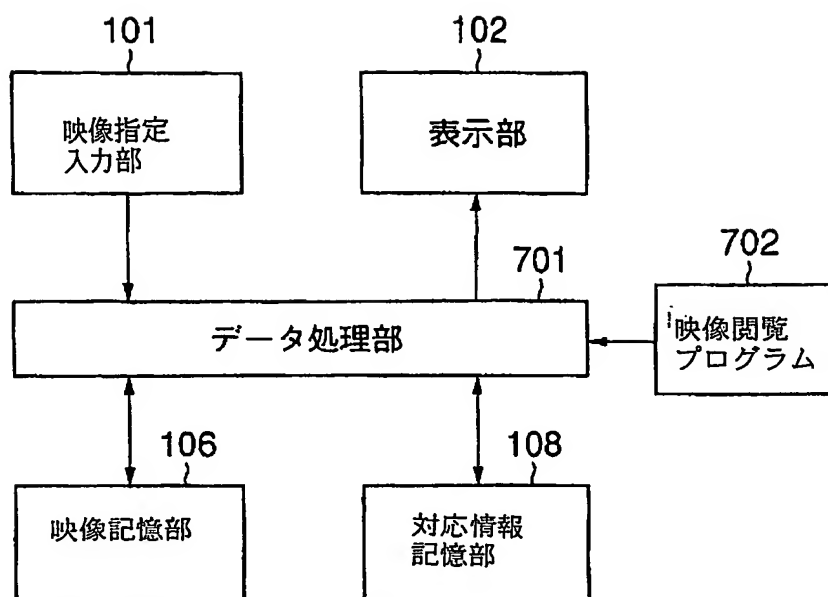 101
102
映像指定
入力部
表示部
701
702
データ処理部
映像閲覧
プログラム
106
108
映像記憶部
対応情報
記憶部